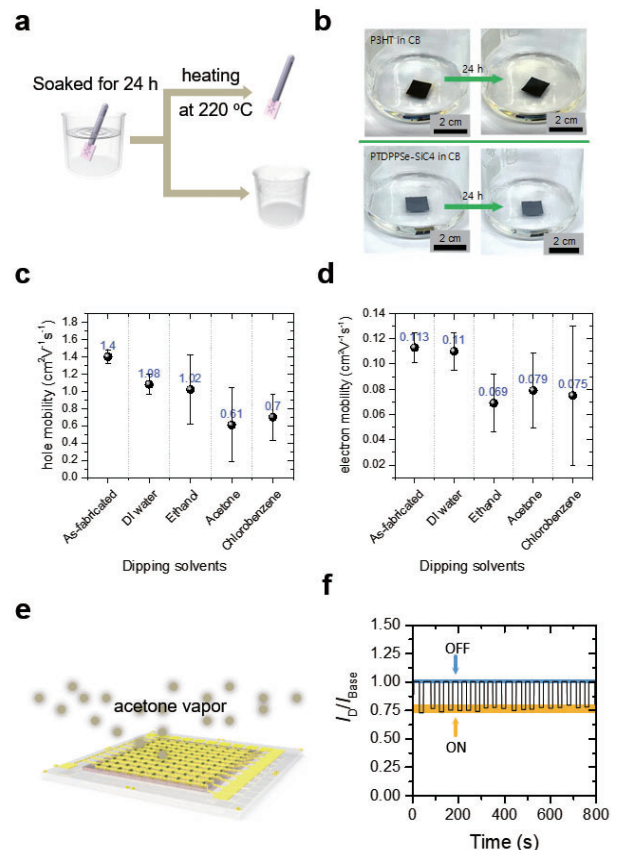 a
Soaked for 24 h
heating
at 220 °C
b
P3HT in CB
24 h
2 cm
2 cm
PTDPPSe-SiC4 in CB
24 h
2 cm
2 cm
c
hole mobility (cm²V⁻¹s⁻¹)
1.8
1.6
1.4
1.2
1.0
0.8
0.6
0.4
0.2
0.0
1.4
1.08
1.02
0.61
0.7
As-fabricated
DI water
Ethanol
Acetone
Chlorobenzene
Dipping solvents
d
electron mobility (cm²V⁻¹s⁻¹)
0.14
0.12
0.10
0.08
0.06
0.04
0.02
0.113
0.11
0.069
0.079
0.075
As-fabricated
DI water
Ethanol
Acetone
Chlorobenzene
Dipping solvents
e
acetone vapor
f
I_D/I_Base
1.50
1.25
1.00
0.75
0.50
0.25
0.00
OFF
ON
0 200 400 600 800
Time (s)